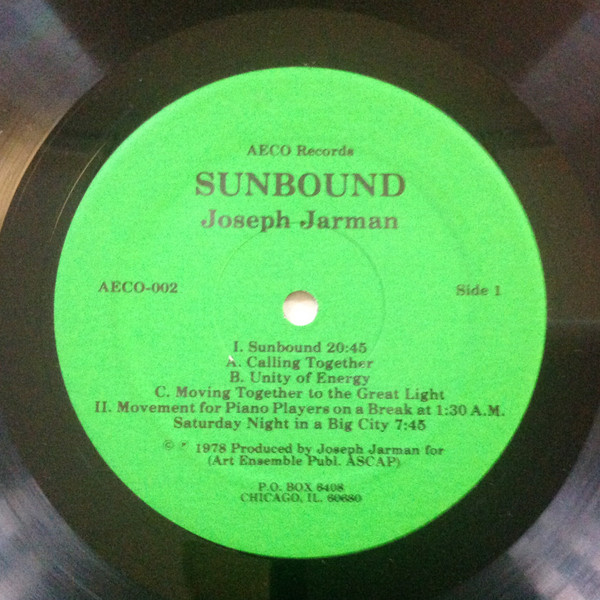 AECO Records
SUNBOUND
Joseph Jarman
AECO-002
Side 1
I. Sunbound 20:45
A. Calling Together
B. Unity of Energy
C. Moving Together to the Great Light
II. Movement for Piano Players on a Break at 1:30 A.M.
Saturday Night in a Big City 7:45
© ℗ 1978 Produced by Joseph Jarman for
(Art Ensemble Publ. ASCAP)
P.O. BOX 6408
CHICAGO, IL. 60680